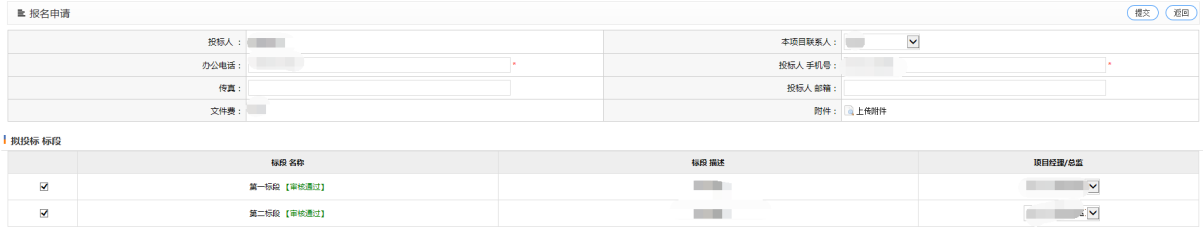 报名申请 提交 返回
投标人 : 本项目联系人 :
办公电话 : * 投标人 手机号 : *
传真 : 投标人 邮箱 :
文件费 : 附件 : 上传附件
拟投标 标段
标段 名称 标段 描述 项目经理/总监
第一标段【审核通过】
第二标段【审核通过】